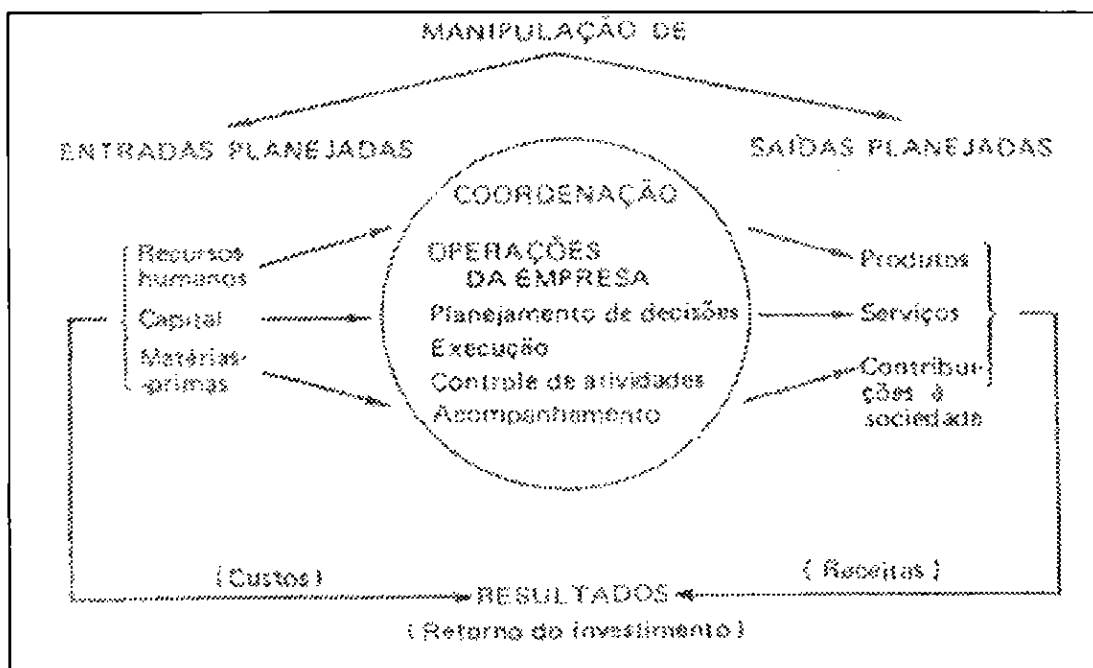 MANIPULAÇÃO DE
ENTRADAS PLANEJADAS
SAÍDAS PLANEJADAS
COORDENAÇÃO
OPERAÇÕES
DA EMPRESA
Planejamento de decisões
Execução
Controle de atividades
Acompanhamento
Recursos
humanos
Capital
Matérias-
-primas
Produtos
Serviços
Contribui-
ções à
sociedade
(Custos)
(Receitas)
RESULTADOS
(Retorno do investimento)